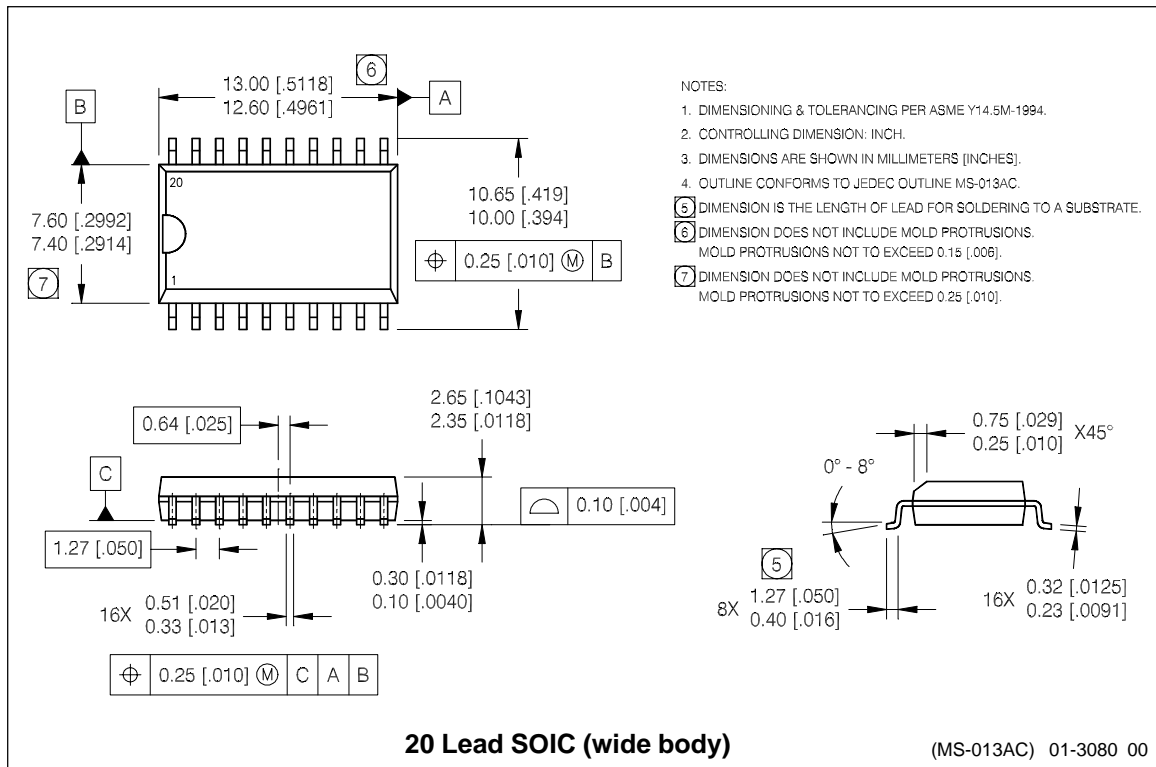 13.00 [.5118]
12.60 [.4961]
6
A
B
20
1
7.60 [.2992]
7.40 [.2914]
7
10.65 [.419]
10.00 [.394]
⌖ 0.25 [.010] Ⓜ B
NOTES:
1. DIMENSIONING & TOLERANCING PER ASME Y14.5M-1994.
2. CONTROLLING DIMENSION: INCH.
3. DIMENSIONS ARE SHOWN IN MILLIMETERS [INCHES].
4. OUTLINE CONFORMS TO JEDEC OUTLINE MS-013AC.
5 DIMENSION IS THE LENGTH OF LEAD FOR SOLDERING TO A SUBSTRATE.
6 DIMENSION DOES NOT INCLUDE MOLD PROTRUSIONS.
MOLD PROTRUSIONS NOT TO EXCEED 0.15 [.006].
7 DIMENSION DOES NOT INCLUDE MOLD PROTRUSIONS.
MOLD PROTRUSIONS NOT TO EXCEED 0.25 [.010].
0.64 [.025]
2.65 [.1043]
2.35 [.0118]
C
⌓ 0.10 [.004]
1.27 [.050]
16X 0.51 [.020]
0.33 [.013]
0.30 [.0118]
0.10 [.0040]
⌖ 0.25 [.010] Ⓜ C A B
0.75 [.029]
0.25 [.010] X45°
0° - 8°
5
8X 1.27 [.050]
0.40 [.016]
16X 0.32 [.0125]
0.23 [.0091]
20 Lead SOIC (wide body)
(MS-013AC) 01-3080 00